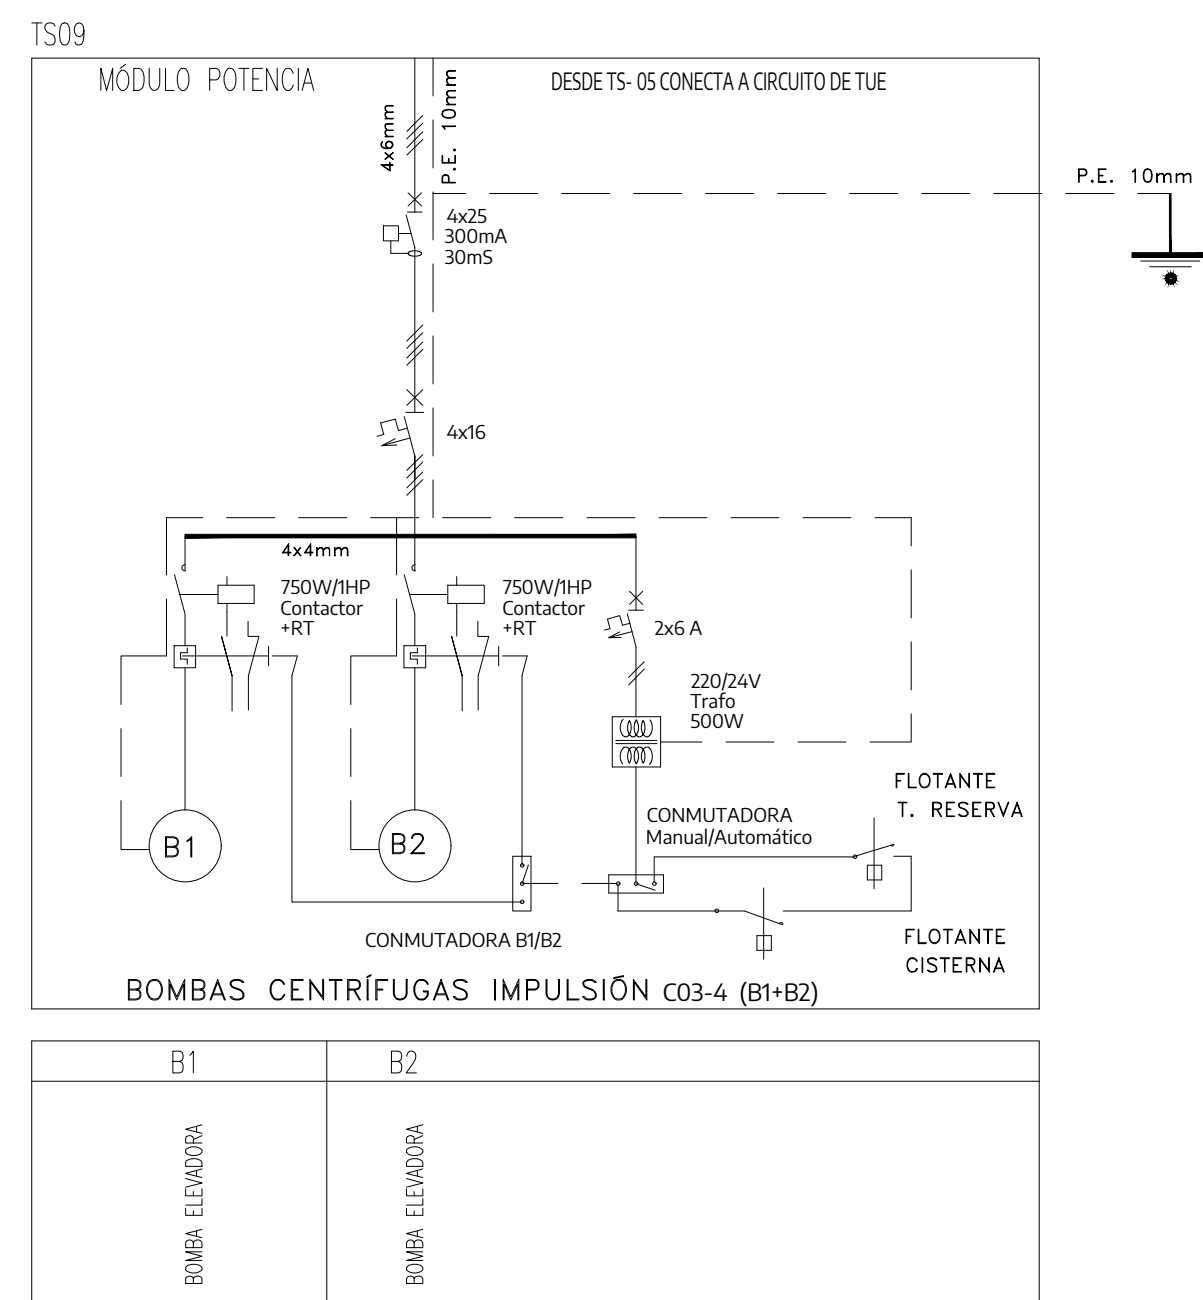 TS09
MÓDULO POTENCIA
DESDE TS- 05 CONECTA A CIRCUITO DE TUE
4x6mm
P.E. 10mm
P.E. 10mm
4x25
300mA
30mS
4x16
4x4mm
750W/1HP
Contactor
+RT
750W/1HP
Contactor
+RT
2x6 A
220/24V
Trafo
500W
FLOTANTE
T. RESERVA
CONMUTADORA
Manual/Automático
B1
B2
CONMUTADORA B1/B2
FLOTANTE
CISTERNA
BOMBAS CENTRÍFUGAS IMPULSIÓN C03-4 (B1+B2)
B1
B2
BOMBA ELEVADORA
BOMBA ELEVADORA